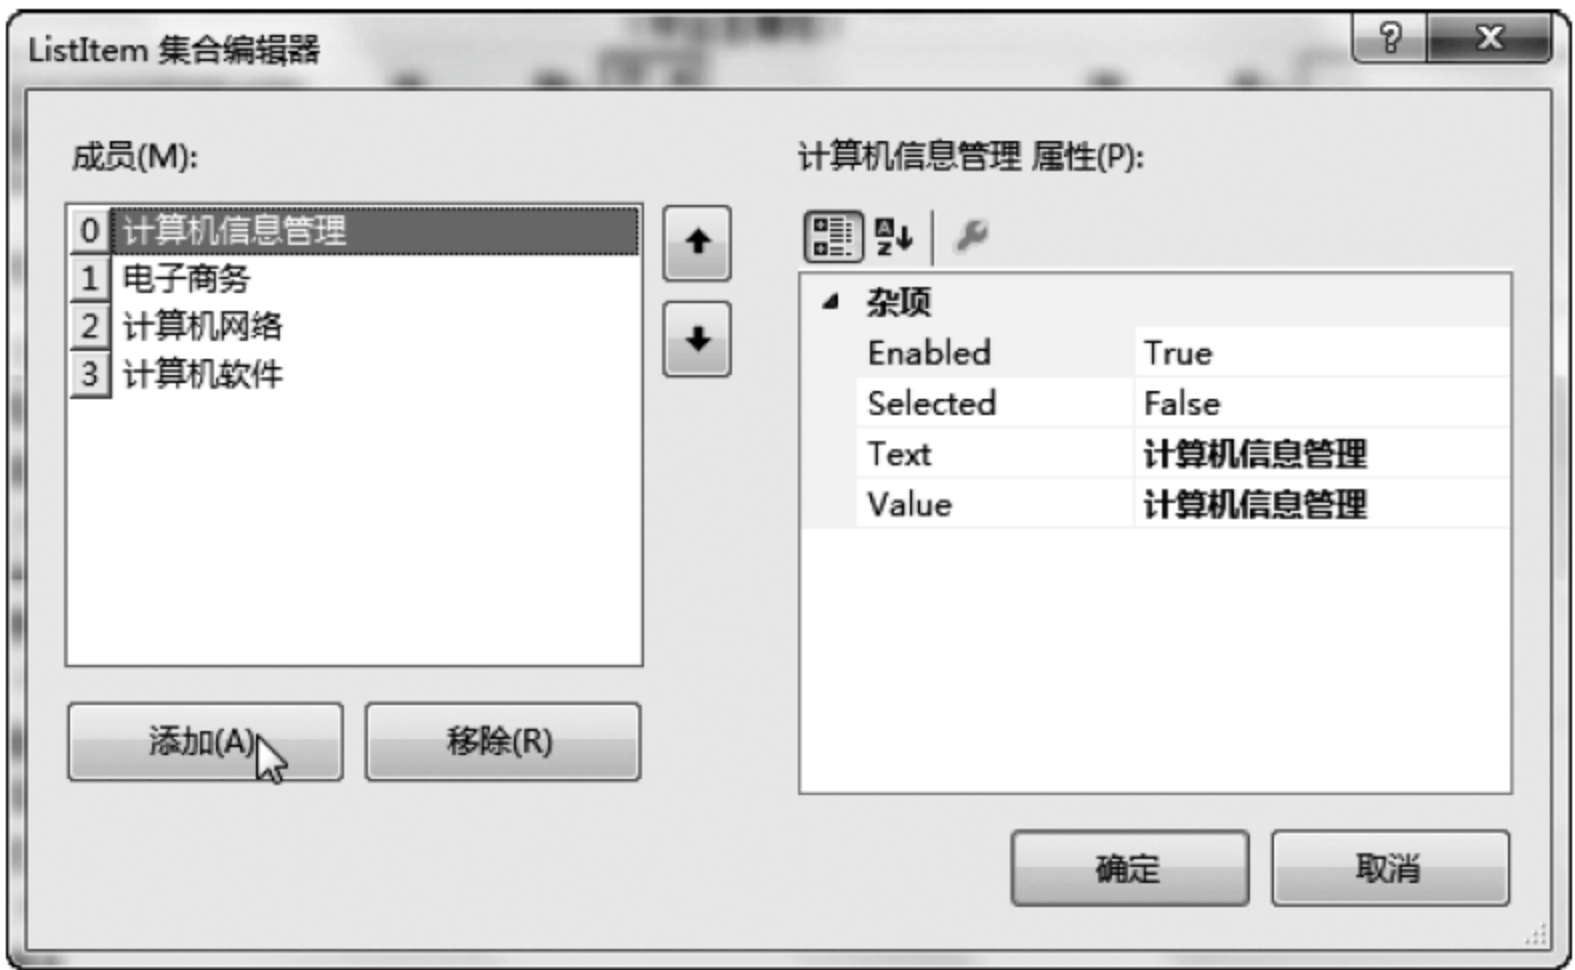 ListItem 集合编辑器
成员(M):
0 计算机信息管理
1 电子商务
2 计算机网络
3 计算机软件
添加(A)
移除(R)
计算机信息管理 属性(P):
杂项
Enabled True
Selected False
Text 计算机信息管理
Value 计算机信息管理
确定
取消